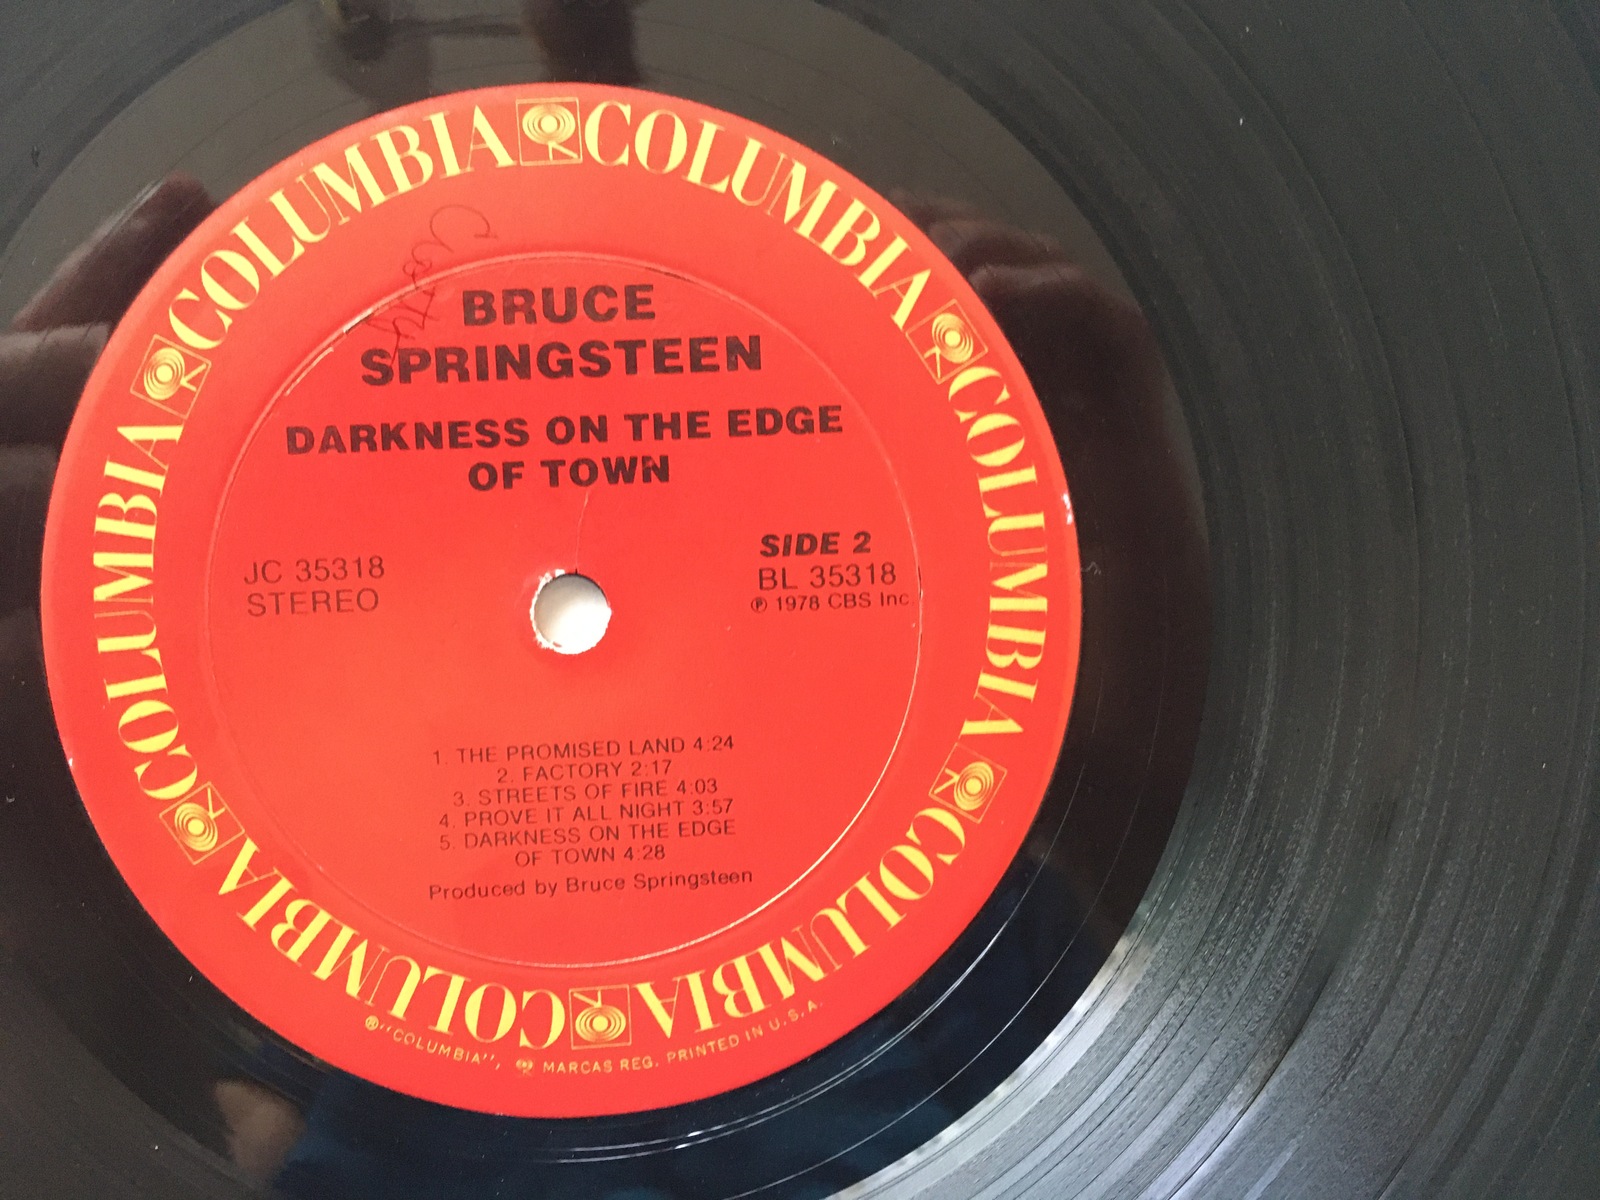 COLUMBIA COLUMBIA COLUMBIA COLUMBIA COLUMBIA COLUMBIA
BRUCE
SPRINGSTEEN
DARKNESS ON THE EDGE
OF TOWN
JC 35318
STEREO
SIDE 2
BL 35318
℗ 1978 CBS Inc.
1. THE PROMISED LAND 4:24
2. FACTORY 2:17
3. STREETS OF FIRE 4:03
4. PROVE IT ALL NIGHT 3:57
5. DARKNESS ON THE EDGE
OF TOWN 4:28
Produced by Bruce Springsteen
®"COLUMBIA", MARCAS REG. PRINTED IN U.S.A.